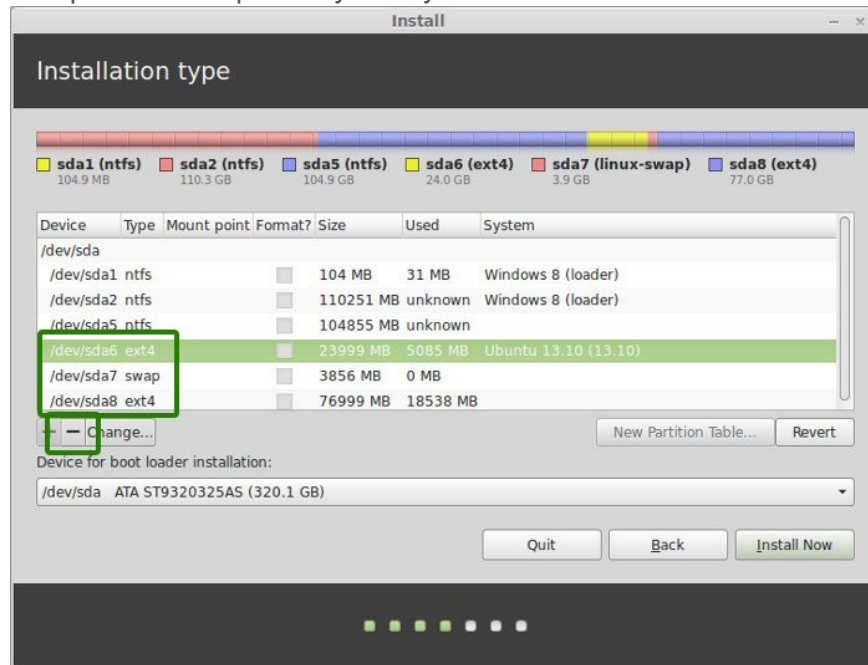 Install
Installation type
sda1 (ntfs) sda2 (ntfs) sda5 (ntfs) sda6 (ext4) sda7 (linux-swap) sda8 (ext4)
104.9 MB 110.3 GB 104.9 GB 24.0 GB 3.9 GB 77.0 GB
Device Type Mount point Format? Size Used System
/dev/sda
/dev/sda1 ntfs 104 MB 31 MB Windows 8 (loader)
/dev/sda2 ntfs 110251 MB unknown Windows 8 (loader)
/dev/sda5 ntfs 104855 MB unknown
/dev/sda6 ext4 23999 MB 5085 MB Ubuntu 13.10 (13.10)
/dev/sda7 swap 3856 MB 0 MB
/dev/sda8 ext4 76999 MB 18538 MB
+ − Change... New Partition Table... Revert
Device for boot loader installation:
/dev/sda ATA ST9320325AS (320.1 GB)
Quit Back Install Now